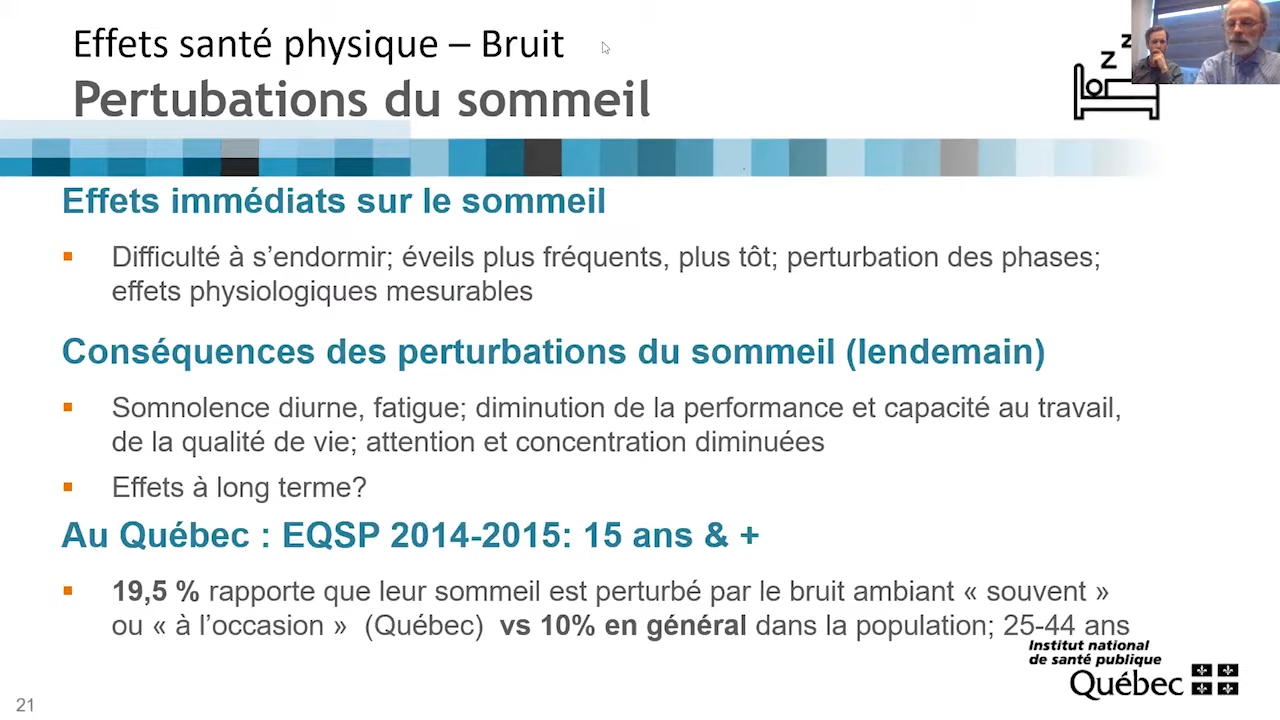 Effets santé physique – Bruit
Pertubations du sommeil
z
Z
Effets immédiats sur le sommeil
▪ Difficulté à s’endormir; éveils plus fréquents, plus tôt; perturbation des phases;
effets physiologiques mesurables
Conséquences des perturbations du sommeil (lendemain)
▪ Somnolence diurne, fatigue; diminution de la performance et capacité au travail,
de la qualité de vie; attention et concentration diminuées
▪ Effets à long terme?
Au Québec : EQSP 2014-2015: 15 ans & +
▪ 19,5 % rapporte que leur sommeil est perturbé par le bruit ambiant « souvent »
ou « à l’occasion » (Québec) vs 10% en général dans la population; 25-44 ans
Institut national
de santé publique
Québec
21